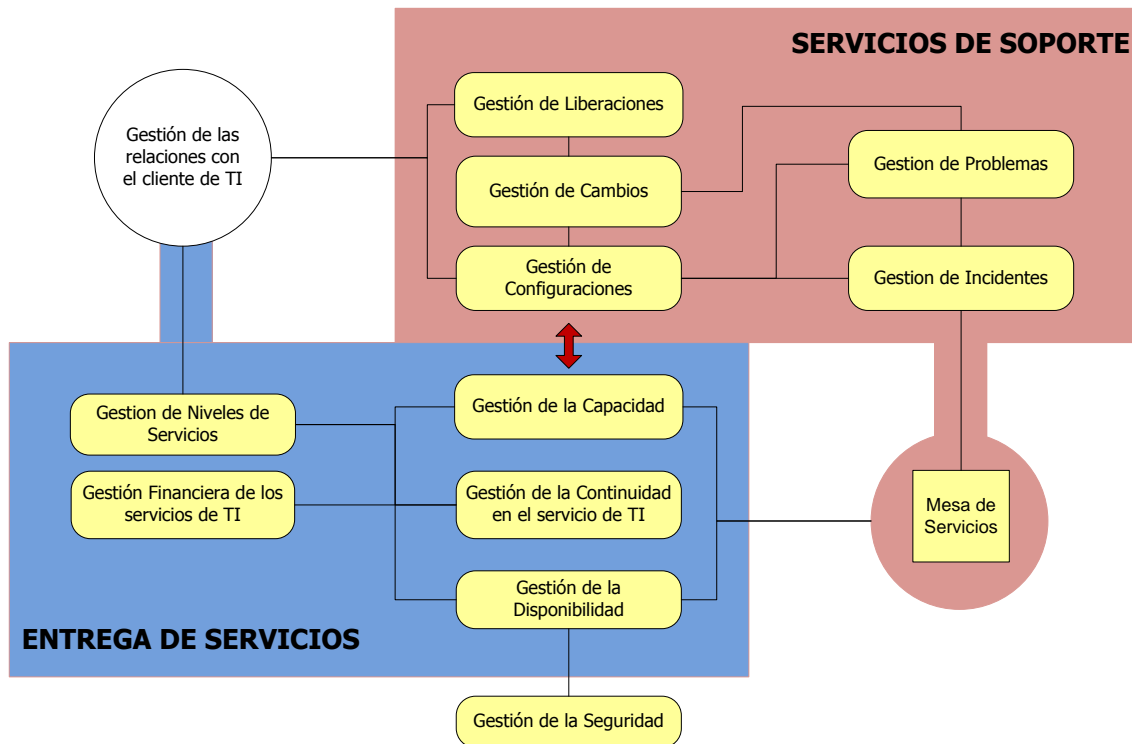 SERVICIOS DE SOPORTE
Gestión de Liberaciones
Gestión de las
relaciones con
el cliente de TI
Gestion de Problemas
Gestión de Cambios
Gestión de
Configuraciones
Gestion de Incidentes
Gestion de Niveles de
Servicios
Gestión de la Capacidad
Gestión Financiera de los
servicios de TI
Gestión de la Continuidad
en el servicio de TI
Mesa de
Servicios
Gestión de la
Disponibilidad
ENTREGA DE SERVICIOS
Gestión de la Seguridad